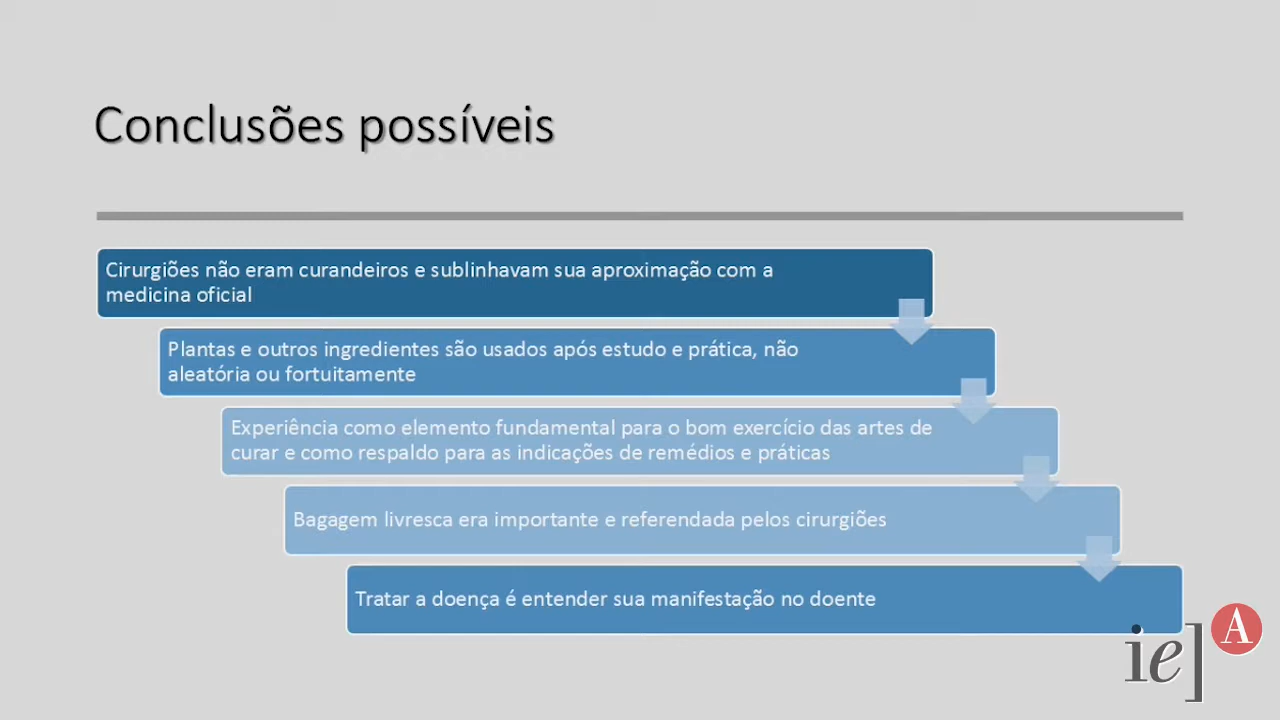 Conclusões possíveis
Cirurgiões não eram curandeiros e sublinhavam sua aproximação com a
medicina oficial
Plantas e outros ingredientes são usados após estudo e prática, não
aleatória ou fortuitamente
Experiência como elemento fundamental para o bom exercício das artes de
curar e como respaldo para as indicações de remédios e práticas
Bagagem livresca era importante e referendada pelos cirurgiões
Tratar a doença é entender sua manifestação no doente
ie] A